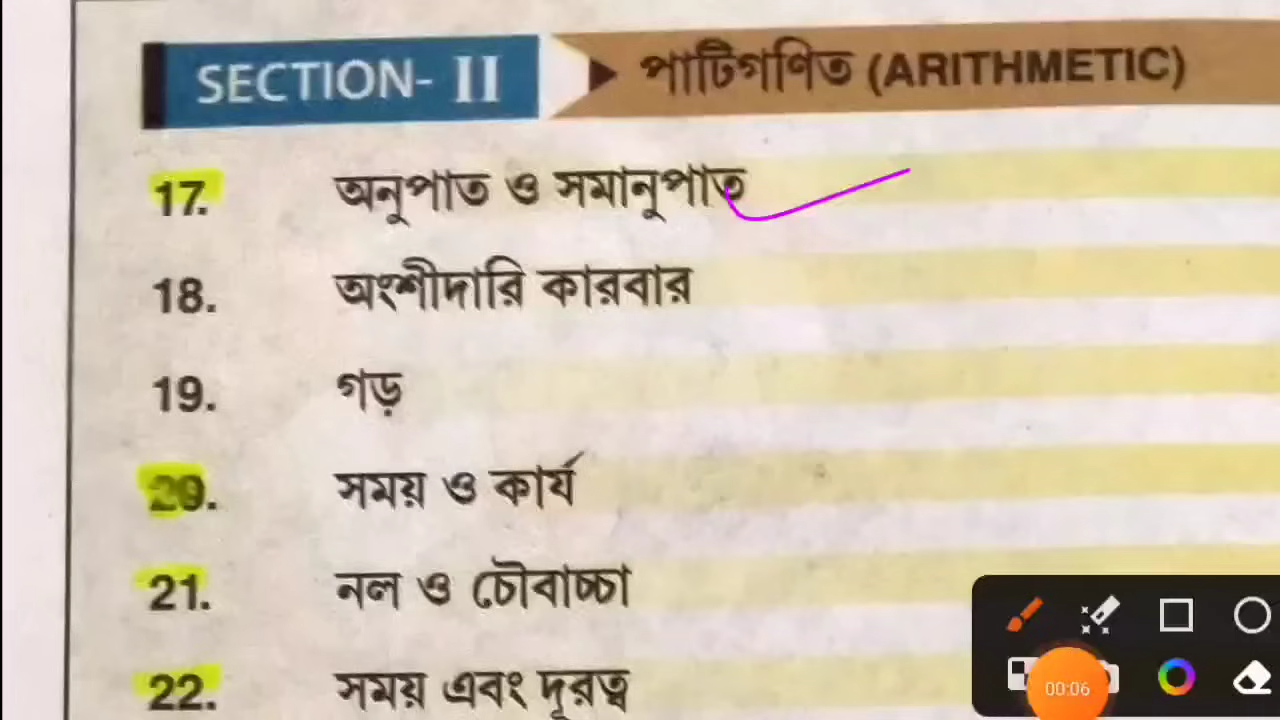 SECTION- II পাটিগণিত (ARITHMETIC)
17. অনুপাত ও সমানুপাত
18. অংশীদারি কারবার
19. গড়
20. সময় ও কার্য
21. নল ও চৌবাচ্চা
22. সময় এবং দূরত্ব
00:06